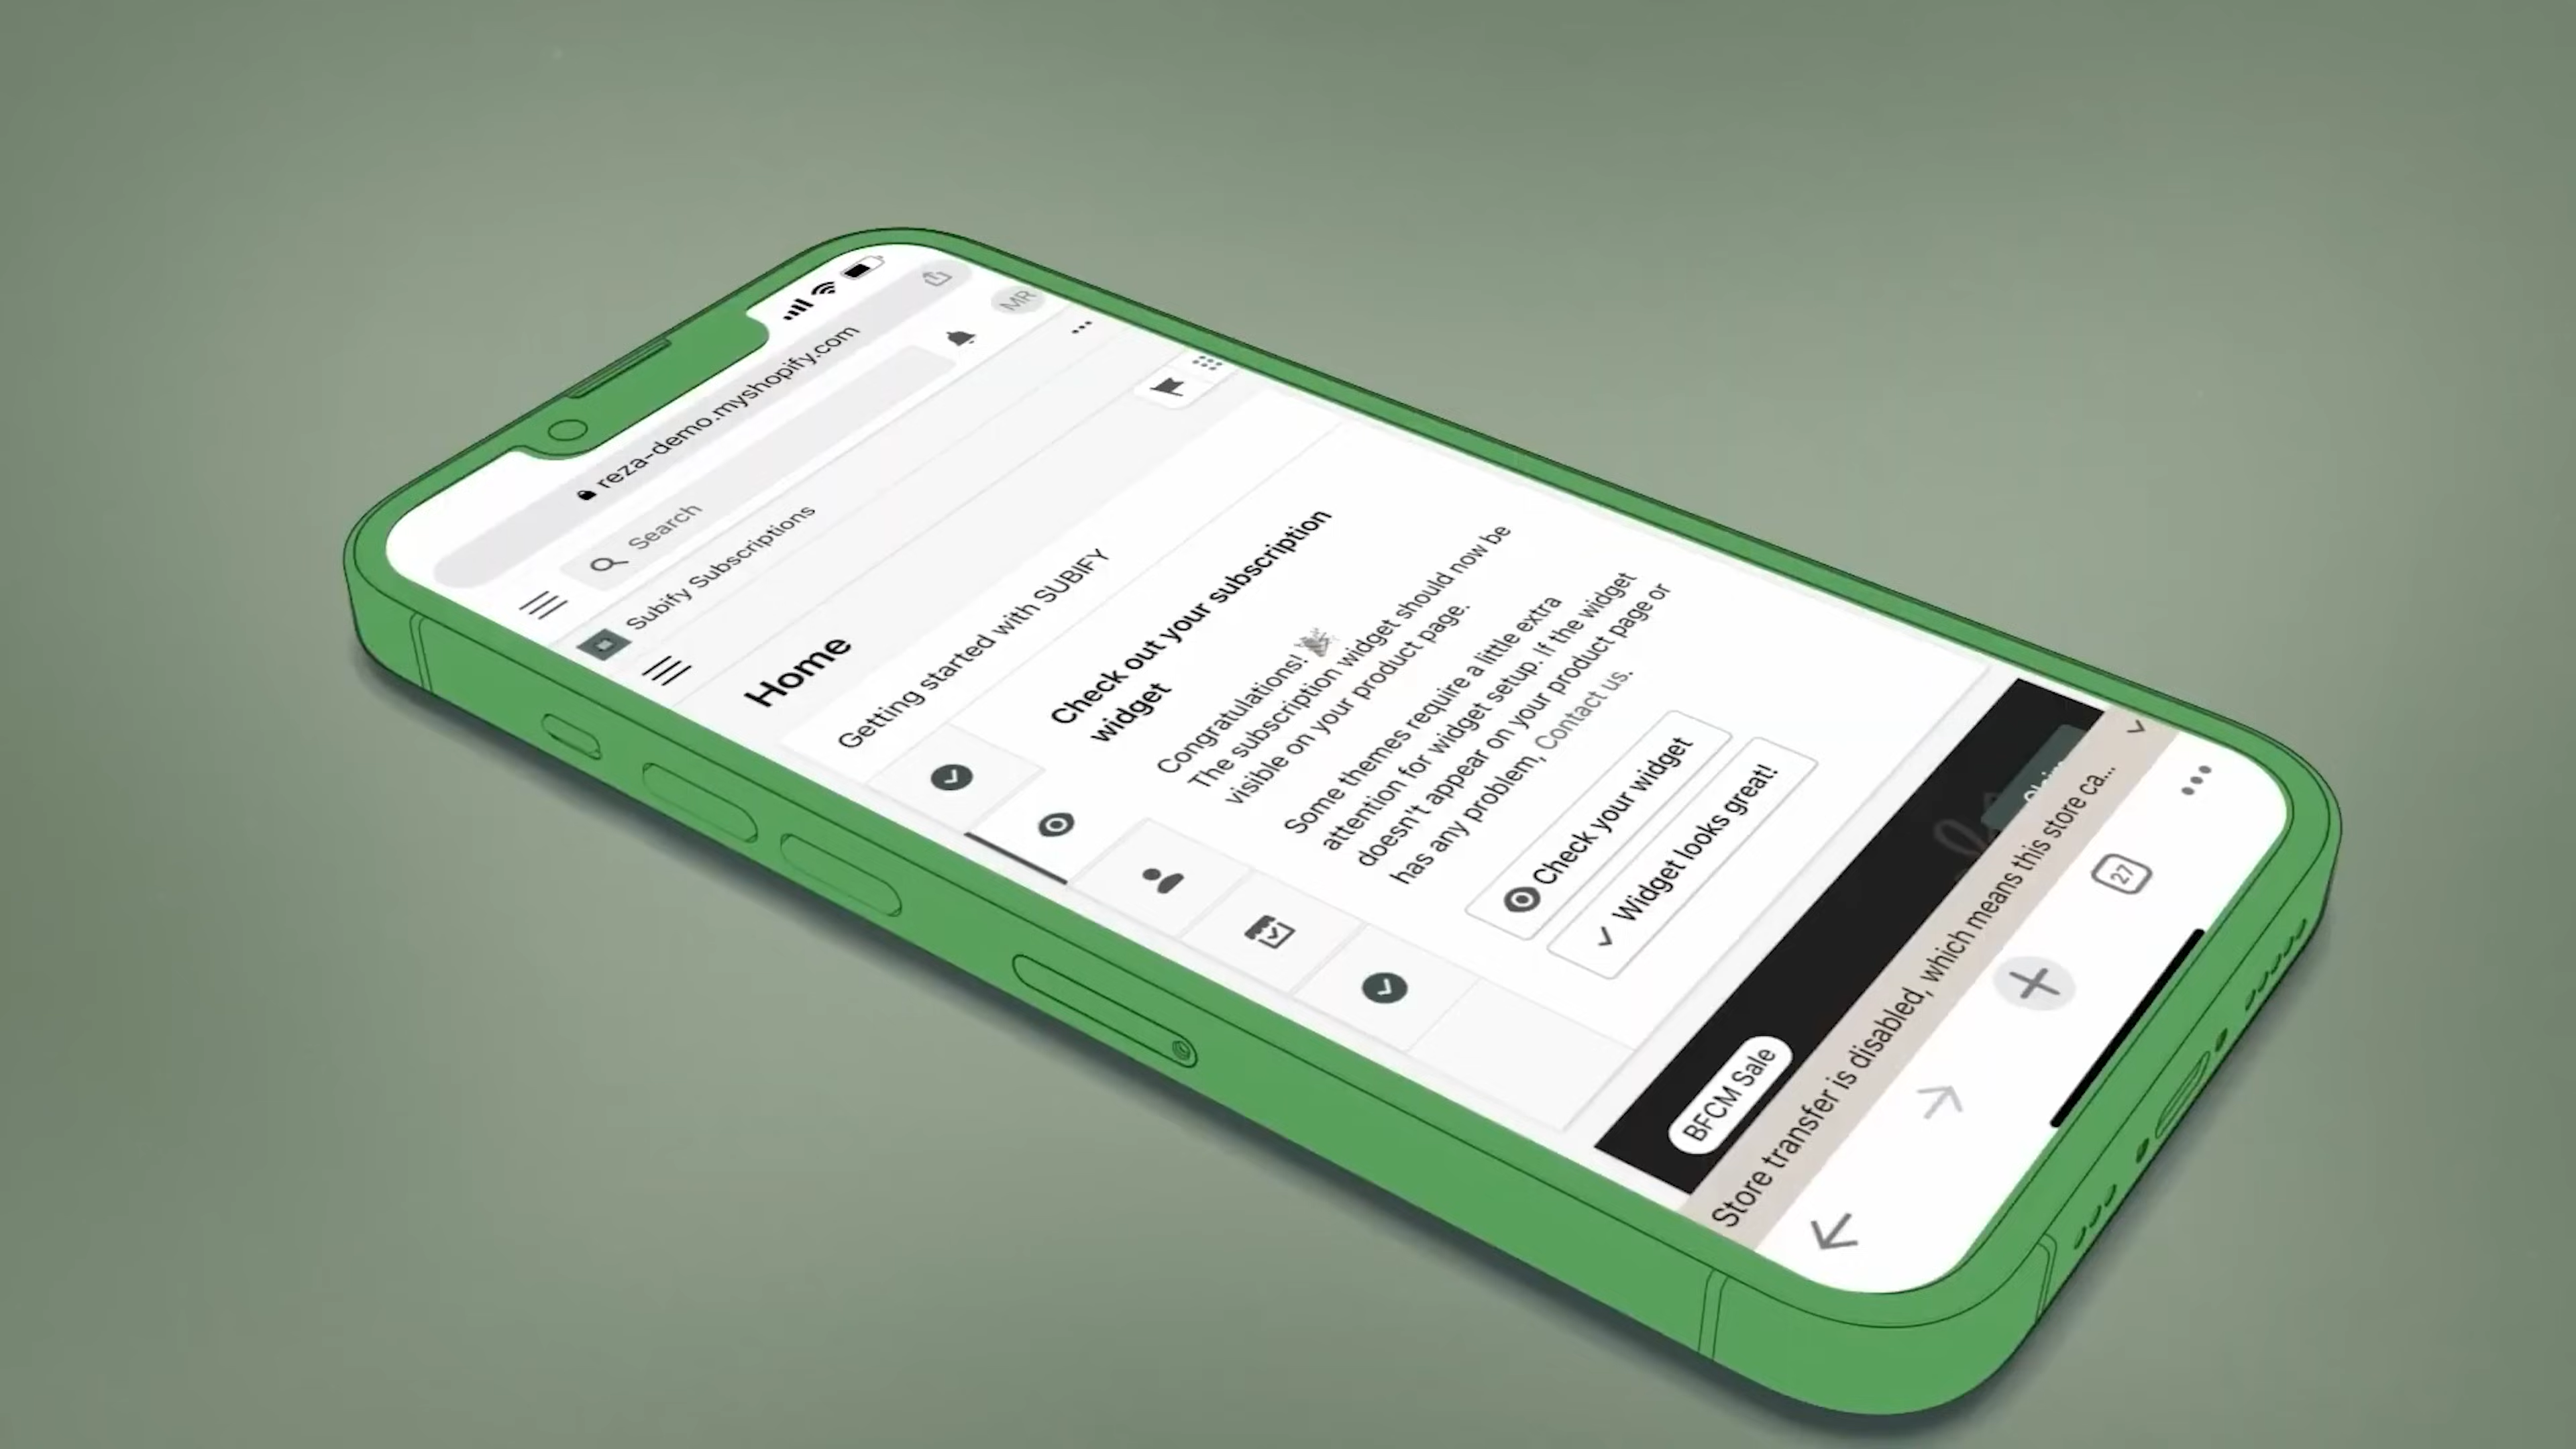 reza-demo.myshopify.com
MR
Search
Subify Subscriptions
Home
Getting started with SUBIFY
Check out your subscription
widget
Congratulations!
The subscription widget should now be
visible on your product page.
Some themes require a little extra
attention for widget setup. If the widget
doesn't appear on your product page or
has any problem, Contact us.
Check your widget
Widget looks great!
BFCM Sale
Store transfer is disabled, which means this store ca...
27